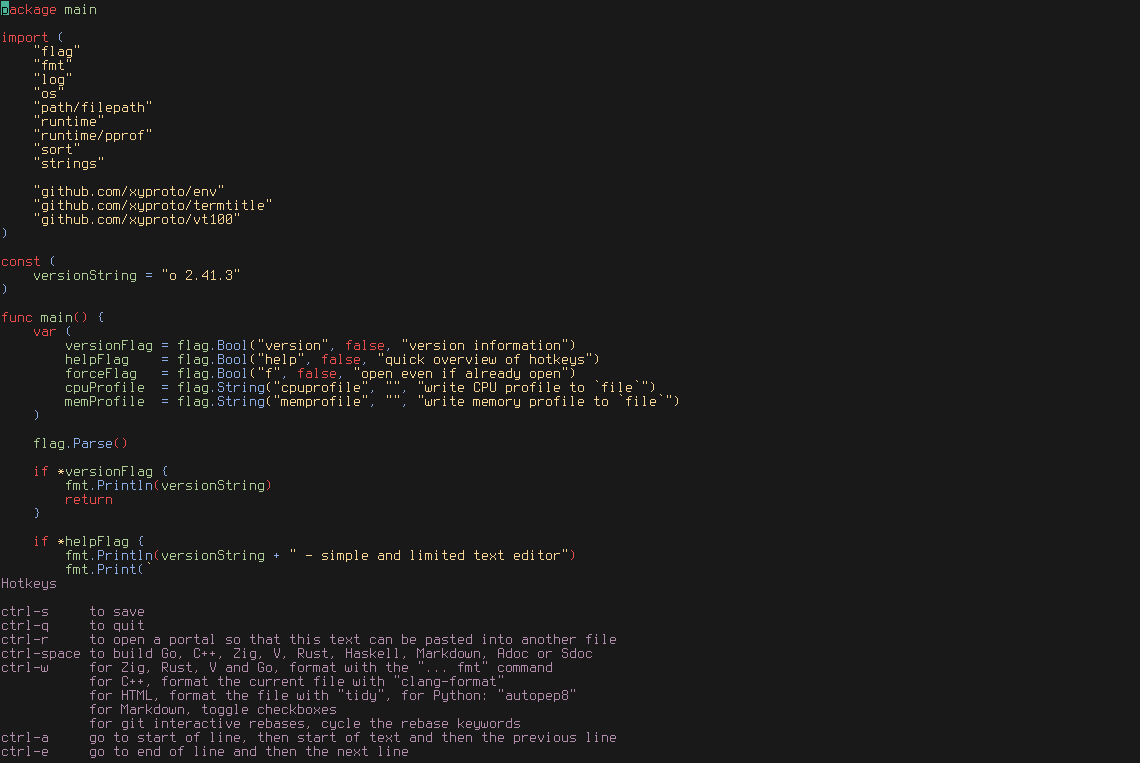 package main

import (
    "flag"
    "fmt"
    "log"
    "os"
    "path/filepath"
    "runtime"
    "runtime/pprof"
    "sort"
    "strings"

    "github.com/xyproto/env"
    "github.com/xyproto/termtitle"
    "github.com/xyproto/vt100"
)

const (
    versionString = "o 2.41.3"
)

func main() {
    var (
        versionFlag = flag.Bool("version", false, "version information")
        helpFlag    = flag.Bool("help", false, "quick overview of hotkeys")
        forceFlag   = flag.Bool("f", false, "open even if already open")
        cpuProfile  = flag.String("cpuprofile", "", "write CPU profile to `file`")
        memProfile  = flag.String("memprofile", "", "write memory profile to `file`")
    )

    flag.Parse()

    if *versionFlag {
        fmt.Println(versionString)
        return
    }

    if *helpFlag {
        fmt.Println(versionString + " - simple and limited text editor")
        fmt.Print(`
Hotkeys

ctrl-s     to save
ctrl-q     to quit
ctrl-r     to open a portal so that this text can be pasted into another file
ctrl-space to build Go, C++, Zig, V, Rust, Haskell, Markdown, Adoc or Sdoc
ctrl-w     for Zig, Rust, V and Go, format with the "... fmt" command
           for C++, format the current file with "clang-format"
           for HTML, format the file with "tidy", for Python: "autopep8"
           for Markdown, toggle checkboxes
           for git interactive rebases, cycle the rebase keywords
ctrl-a     go to start of line, then start of text and then the previous line
ctrl-e     go to end of line and then the next line